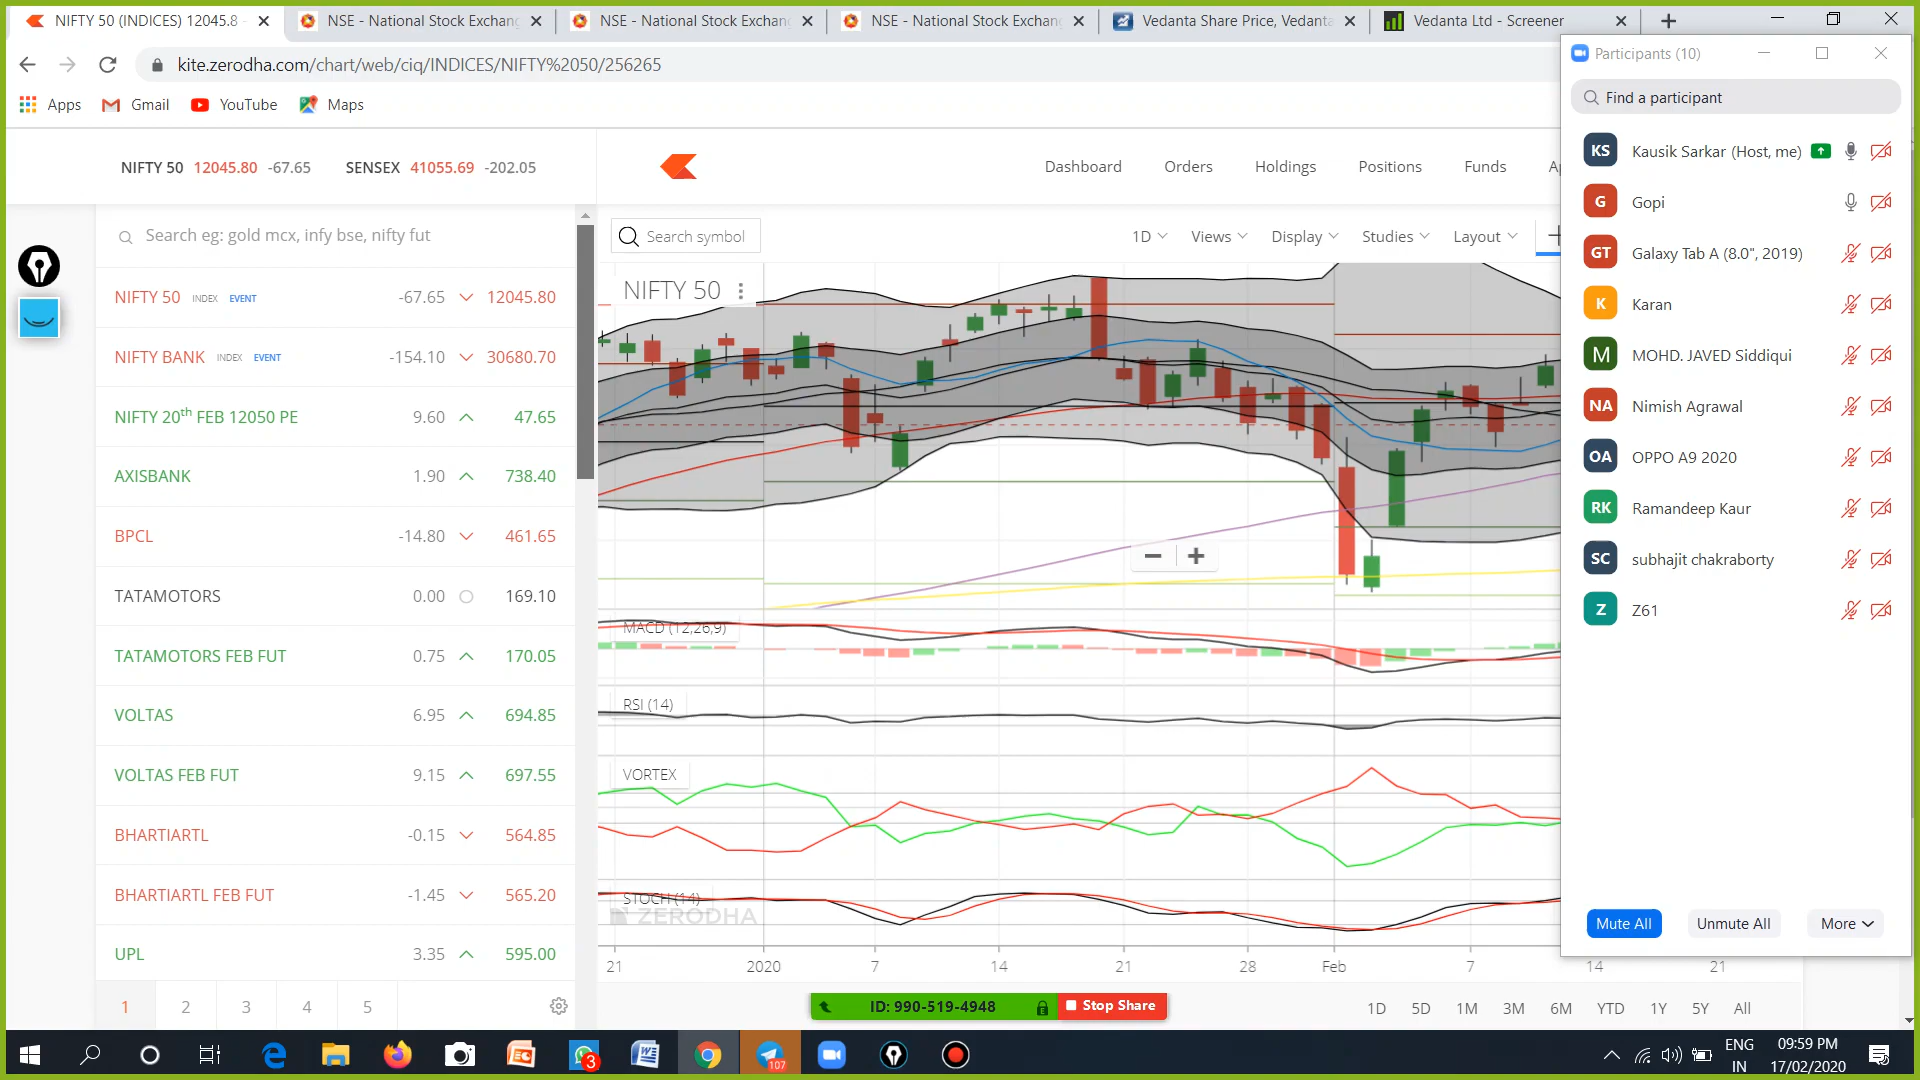 NIFTY 50 (INDICES) 12045.8
NSE - National Stock Exchang
NSE - National Stock Exchan
NSE - National Stock Exchan
Vedanta Share Price, Vedanta
Vedanta Ltd - Screener
kite.zerodha.com/chart/web/ciq/INDICES/NIFTY%2050/256265
Apps Gmail YouTube Maps
NIFTY 50 12045.80 -67.65 SENSEX 41055.69 -202.05
Dashboard Orders Holdings Positions Funds Ap
Search eg: gold mcx, infy bse, nifty fut
NIFTY 50 INDEX EVENT -67.65 12045.80
NIFTY BANK INDEX EVENT -154.10 30680.70
NIFTY 20th FEB 12050 PE 9.60 47.65
AXISBANK 1.90 738.40
BPCL -14.80 461.65
TATAMOTORS 0.00 169.10
TATAMOTORS FEB FUT 0.75 170.05
VOLTAS 6.95 694.85
VOLTAS FEB FUT 9.15 697.55
BHARTIARTL -0.15 564.85
BHARTIARTL FEB FUT -1.45 565.20
UPL 3.35 595.00
1 2 3 4 5
Search symbol 1D Views Display Studies Layout
NIFTY 50
MACD (12,26,9)
RSI (14)
VORTEX
STOCH (14)
ZERODHA
21 2020 7 14 21 28 Feb 7 14 21
ID: 990-519-4948 Stop Share
1D 5D 1M 3M 6M YTD 1Y 5Y All
Participants (10)
Find a participant
KS Kausik Sarkar (Host, me)
G Gopi
GT Galaxy Tab A (8.0", 2019)
K Karan
M MOHD. JAVED Siddiqui
NA Nimish Agrawal
OA OPPO A9 2020
RK Ramandeep Kaur
SC subhajit chakraborty
Z Z61
Mute All Unmute All More
3
107
ENG
IN
09:59 PM
17/02/2020